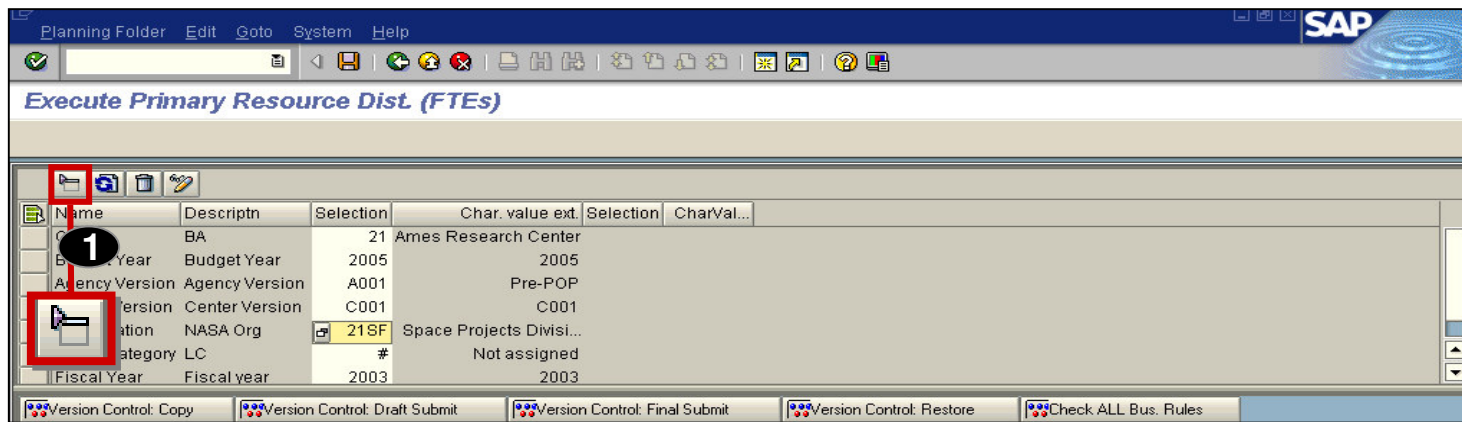 Planning Folder Edit Goto System Help
SAP
Execute Primary Resource Dist. (FTEs)
Name Descriptn Selection Char. value ext. Selection CharVal...
BA 21 Ames Research Center
1
Year Budget Year 2005 2005
Agency Version Agency Version A001 Pre-POP
ersion Center Version C001 C001
ation NASA Org 21SF Space Projects Divisi...
ategory LC # Not assigned
Fiscal Year Fiscal year 2003 2003
Version Control: Copy Version Control: Draft Submit Version Control: Final Submit Version Control: Restore Check ALL Bus. Rules